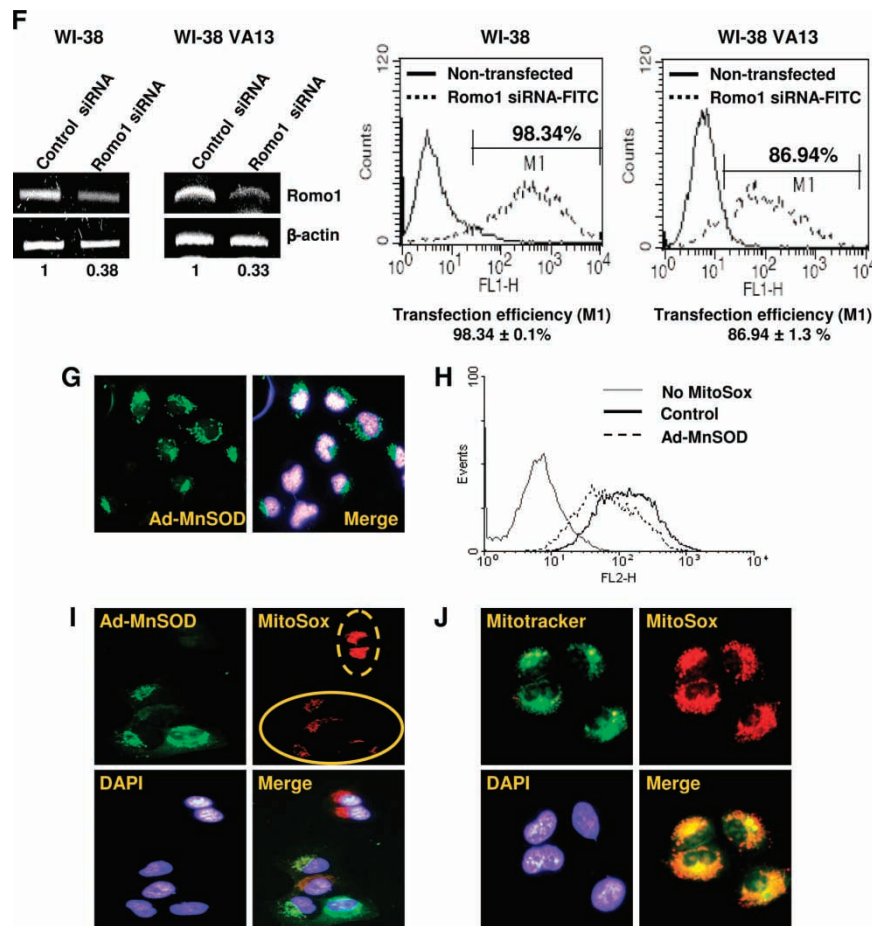 F
WI-38
WI-38 VA13
Control siRNA
Romo1 siRNA
Control siRNA
Romo1 siRNA
Romo1
β-actin
1
0.38
1
0.33
WI-38
120
Counts
0
Non-transfected
Romo1 siRNA-FITC
98.34%
M1
10⁰ 10¹ 10² 10³ 10⁴
FL1-H
Transfection efficiency (M1)
98.34 ± 0.1%
WI-38 VA13
120
Counts
0
Non-transfected
Romo1 siRNA-FITC
86.94%
M1
10⁰ 10¹ 10² 10³ 10⁴
FL1-H
Transfection efficiency (M1)
86.94 ± 1.3 %
G
Ad-MnSOD
Merge
H
100
Events
0
No MitoSox
Control
Ad-MnSOD
10⁰ 10¹ 10² 10³ 10⁴
FL2-H
I
Ad-MnSOD
MitoSox
DAPI
Merge
J
Mitotracker
MitoSox
DAPI
Merge